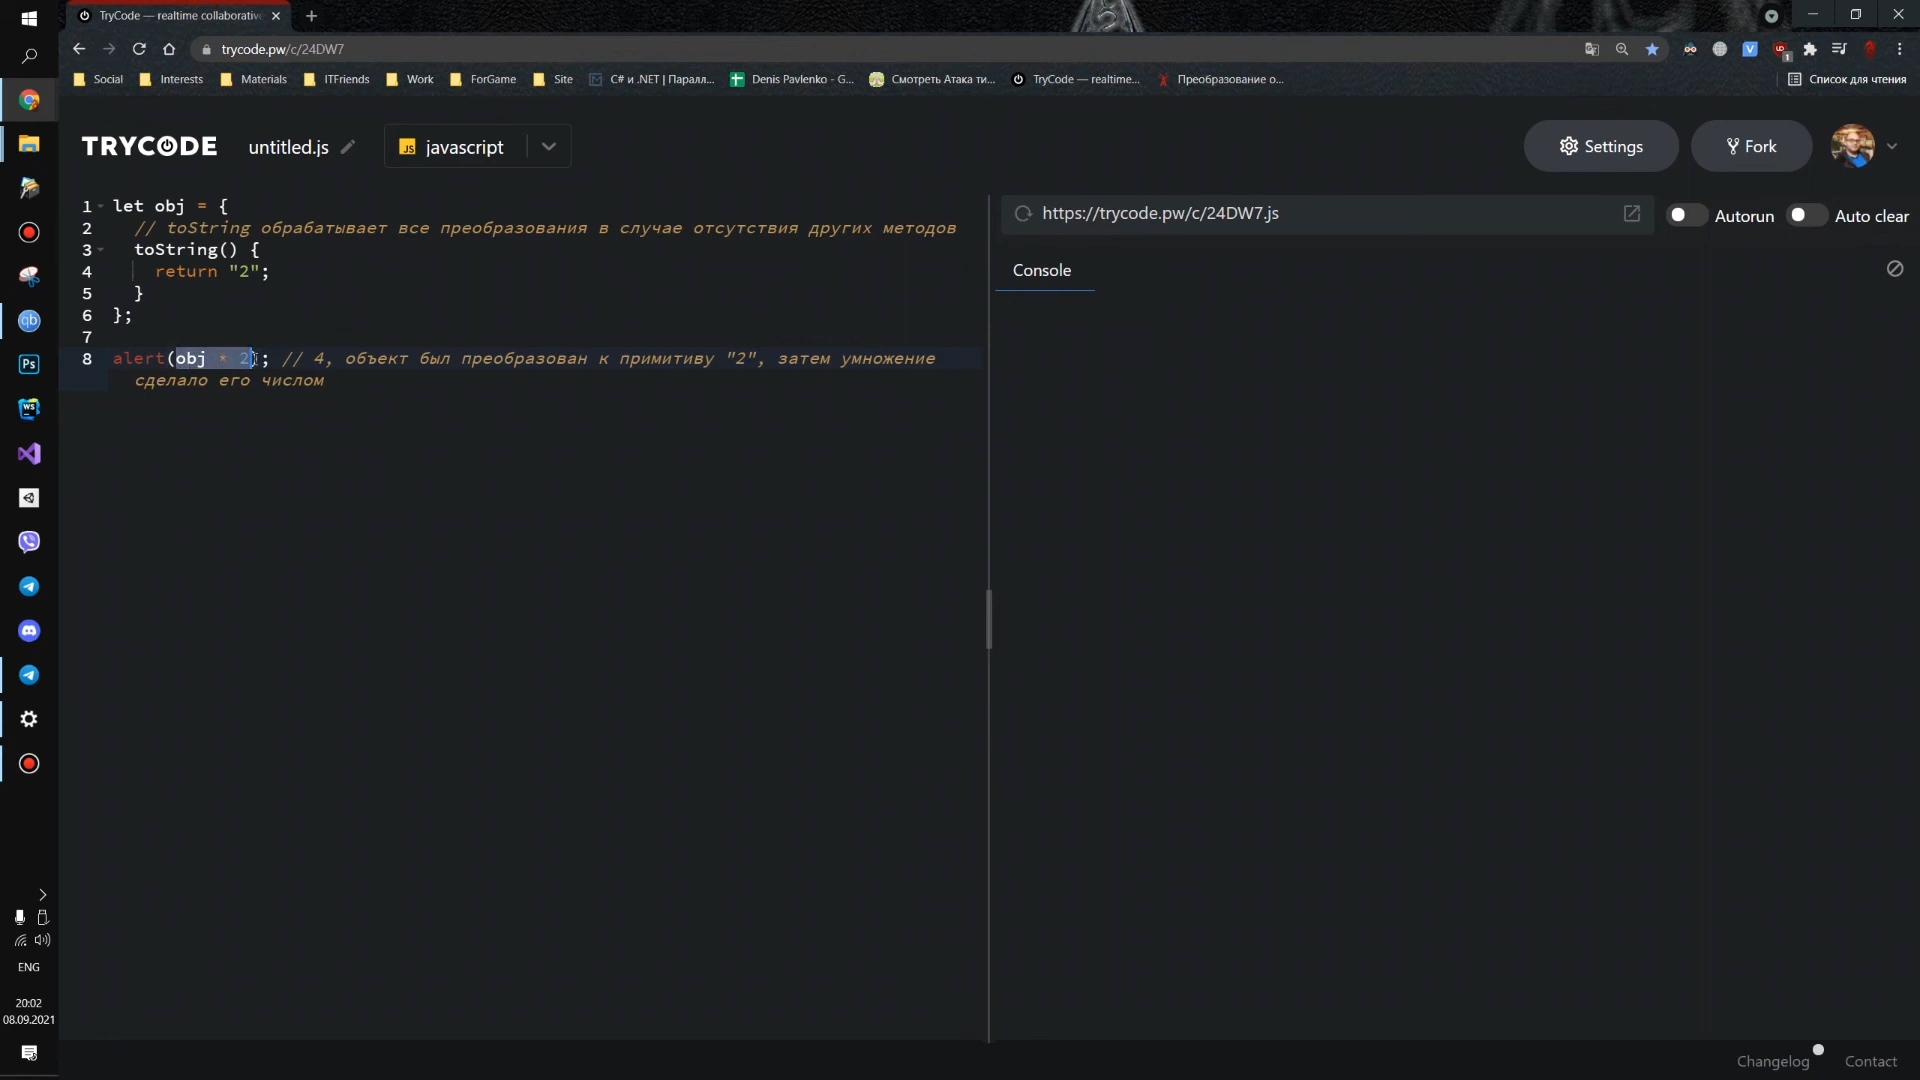 TryCode — realtime collaborativ
trycode.pw/c/24DW7
Social
Interests
Materials
ITFriends
Work
ForGame
Site
C# и .NET | Паралл...
Denis Pavlenko - G...
Смотреть Атака ти...
TryCode — realtime...
Преобразование о...
Список для чтения
TRYCODE
untitled.js
JS javascript
Settings
Fork
1 let obj = {
2 // toString обрабатывает все преобразования в случае отсутствия других методов
3 toString() {
4 return "2";
5 }
6 };
7
8 alert(obj * 2); // 4, объект был преобразован к примитиву "2", затем умножение
сделало его числом
https://trycode.pw/c/24DW7.js
Autorun
Auto clear
Console
qb
Ps
WS
ENG
20:02
08.09.2021
Changelog
Contact